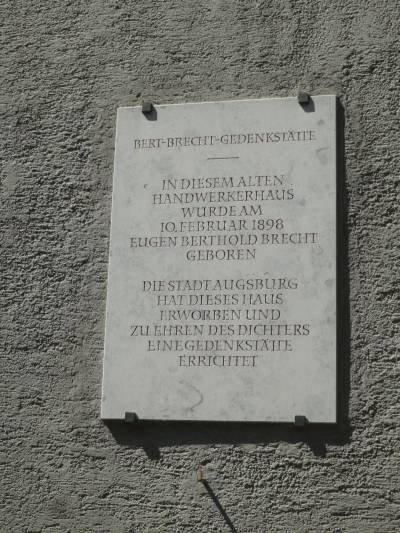 BERT-BRECHT-GEDENKSTÄTTE
IN DIESEM ALTEN
HANDWERKERHAUS
WURDE AM
10. FEBRUAR 1898
EUGEN BERTHOLD BRECHT
GEBOREN
DIE STADT AUGSBURG
HAT DIESES HAUS
ERWORBEN UND
ZU EHREN DES DICHTERS
EINE GEDENKSTÄTTE
ERRICHTET